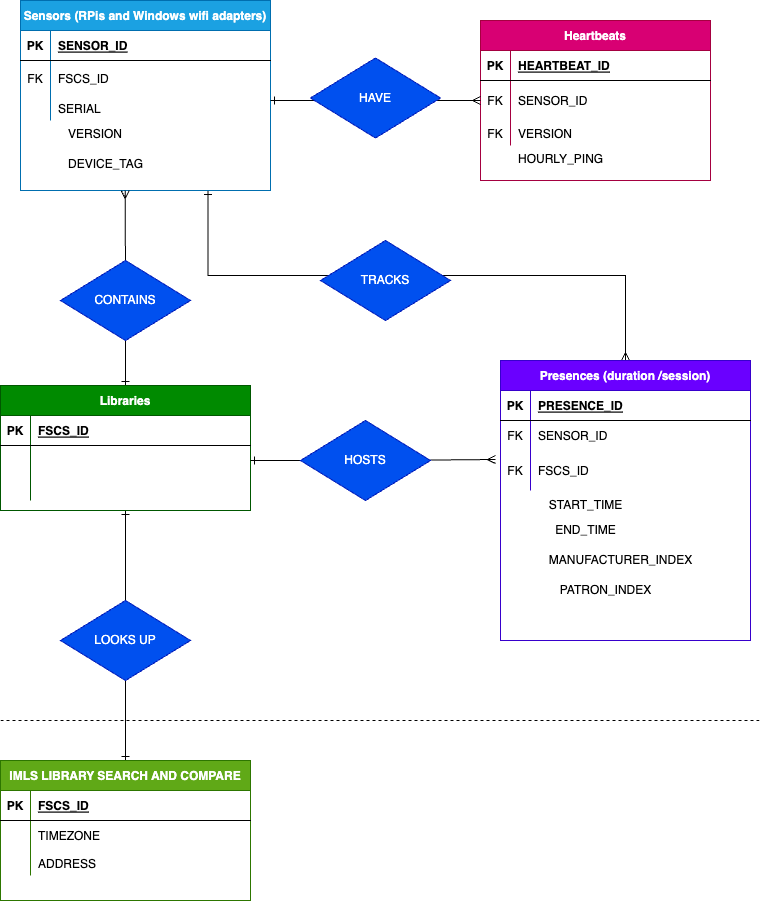 Sensors (RPIs and Windows wifi adapters)
PK SENSOR_ID
FK FSCS_ID
SERIAL
VERSION
DEVICE_TAG
HAVE
Heartbeats
PK HEARTBEAT_ID
FK SENSOR_ID
FK VERSION
HOURLY_PING
CONTAINS
TRACKS
Libraries
PK FSCS_ID
HOSTS
Presences (duration /session)
PK PRESENCE_ID
FK SENSOR_ID
FK FSCS_ID
START_TIME
END_TIME
MANUFACTURER_INDEX
PATRON_INDEX
LOOKS UP
IMLS LIBRARY SEARCH AND COMPARE
PK FSCS_ID
TIMEZONE
ADDRESS